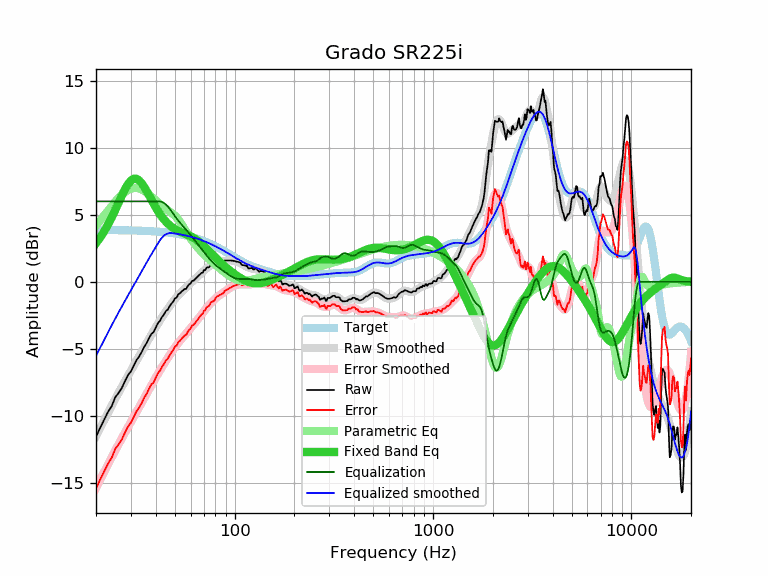 Grado SR225i
15
10
5
0
−5
−10
−15
Amplitude (dBr)
Target
Raw Smoothed
Error Smoothed
Raw
Error
Parametric Eq
Fixed Band Eq
Equalization
Equalized smoothed
100
1000
10000
Frequency (Hz)